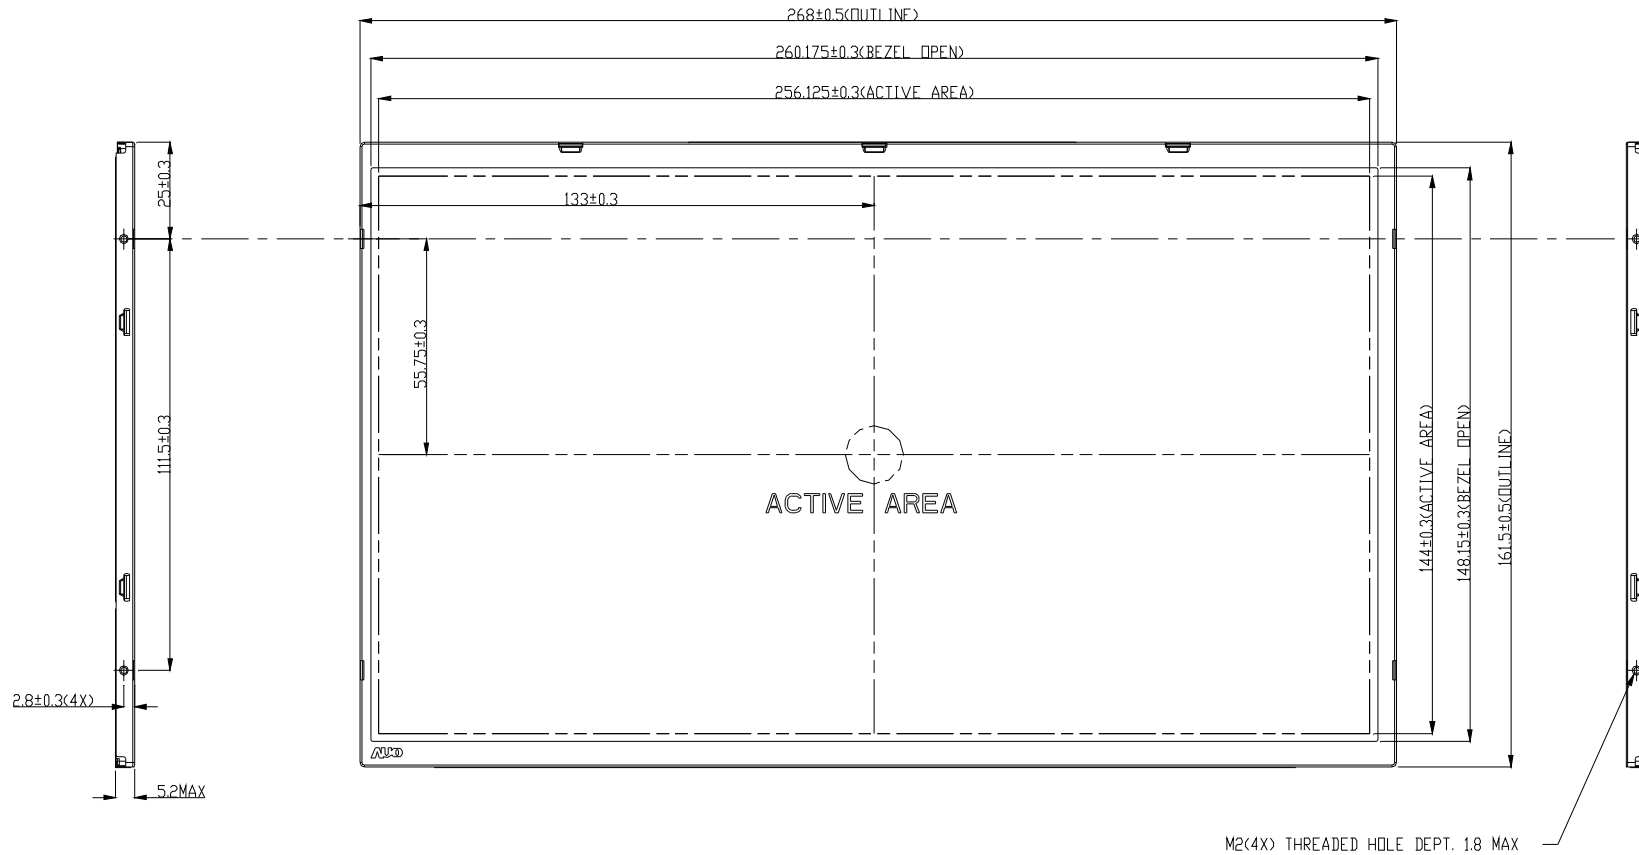 268±0.5(OUTLINE)
260.175±0.3(BEZEL OPEN)
256.125±0.3(ACTIVE AREA)
25±0.3
133±0.3
55.75±0.3
111.5±0.3
ACTIVE AREA
144±0.3(ACTIVE AREA)
148.15±0.3(BEZEL OPEN)
161.5±0.5(OUTLINE)
2.8±0.3(4X)
AUO
5.2MAX
M2(4X) THREADED HOLE DEPT. 1.8 MAX